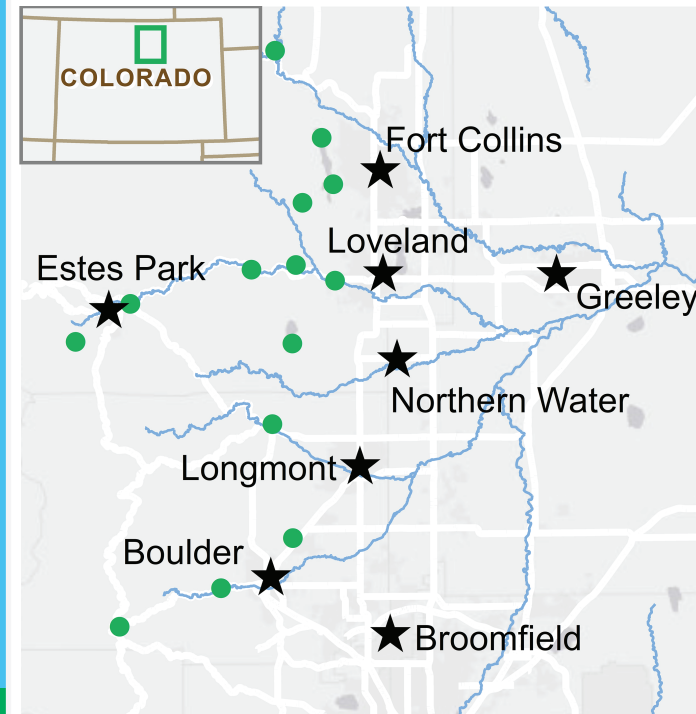 COLORADO
Fort Collins
Loveland
Estes Park
Greeley
Northern Water
Longmont
Boulder
Broomfield